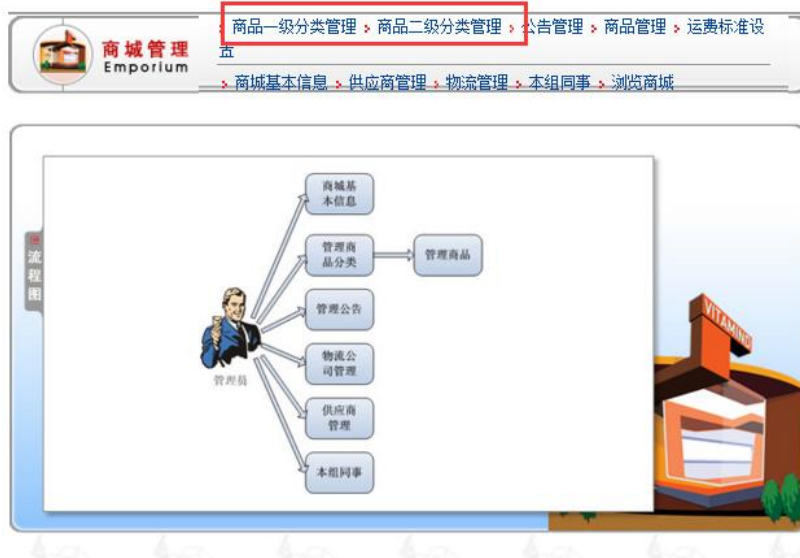 商品一级分类管理 商品二级分类管理 公告管理 商品管理 运费标准设
置
商城管理
Emporium
商城基本信息 供应商管理 物流管理 本组同事 浏览商城
流程图
商城基
本信息
管理商
品分类
管理商品
管理公告
物流公
司管理
管理员
供应商
管理
本组同事
VITAMIND